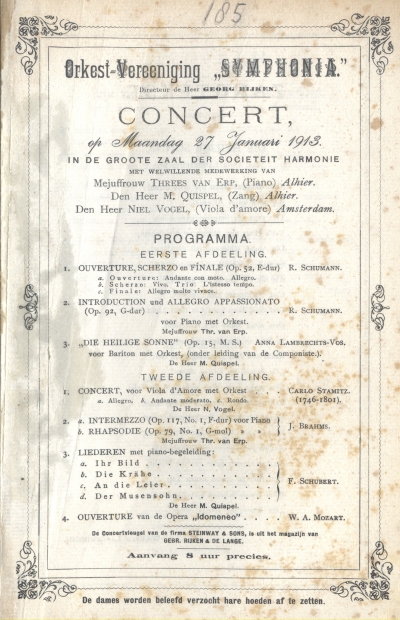 185
Orkest-Vereeniging „SYMPHONIA."
Directeur de Heer GEORG RIJKEN.
CONCERT,
op Maandag 27 Januari 1913.
IN DE GROOTE ZAAL DER SOCIETEIT HARMONIE
MET WELWILLENDE MEDEWERKING VAN
Mejuffrouw THREES VAN ERP, (Piano) Alhier.
Den Heer M. QUISPEL, (Zang) Alhier.
Den Heer NIEL VOGEL, (Viola d'amore) Amsterdam.
PROGRAMMA.
EERSTE AFDEELING.
1. OUVERTURE, SCHERZO en FINALE (Op. 52, E-dur) R. SCHUMANN.
a. Ouverture: Andante con moto. Allegro.
b. Scherzo: Vivo. Trio: L'istesso tempo.
c. Finale: Allegro molto vivace.
2. INTRODUCTION und ALLEGRO APPASSIONATO
(Op. 92, G-dur) . . . . . . . . . . . R. SCHUMANN.
voor Piano met Orkest.
Mejuffrouw Thr. van Erp.
3. „DIE HEILIGE SONNE" (Op. 15, M. S.) ANNA LAMBRECHTS-VOS.
voor Bariton met Orkest, (onder leiding van de Componiste.).
De Heer M. Quispel.
TWEEDE AFDEELING.
1. CONCERT, voor Viola d'Amore met Orkest . . . CARLO STAMITZ.
a. Allegro. b. Andante moderato. c. Rondo. (1746-1801).
De Heer N. Vogel.
2. a. INTERMEZZO (Op. 117, No. 1, F-dur) voor Piano
b. RHAPSODIE (Op. 79, No. 1, G-mol) " " J. BRAHMS.
Mejuffrouw Thr. van Erp.
3. LIEDEREN met piano-begeleiding:
a. Ihr Bild . . . . . . . . . .
b. Die Krähe . . . . . . . . .
c. An die Leier . . . . . . . . F. SCHUBERT.
d. Der Musensohn . . . . . . .
De Heer M. Quispel.
4. OUVERTURE van de Opera „Idomeneo" . . . . W. A. MOZART.
De Concertvleugel van de firma STEINWAY & SONS, is uit het magazijn van
GEBR. RIJKEN & DE LANGE.
Aanvang 8 uur precies.
De dames worden beleefd verzocht hare hoeden af te zetten.